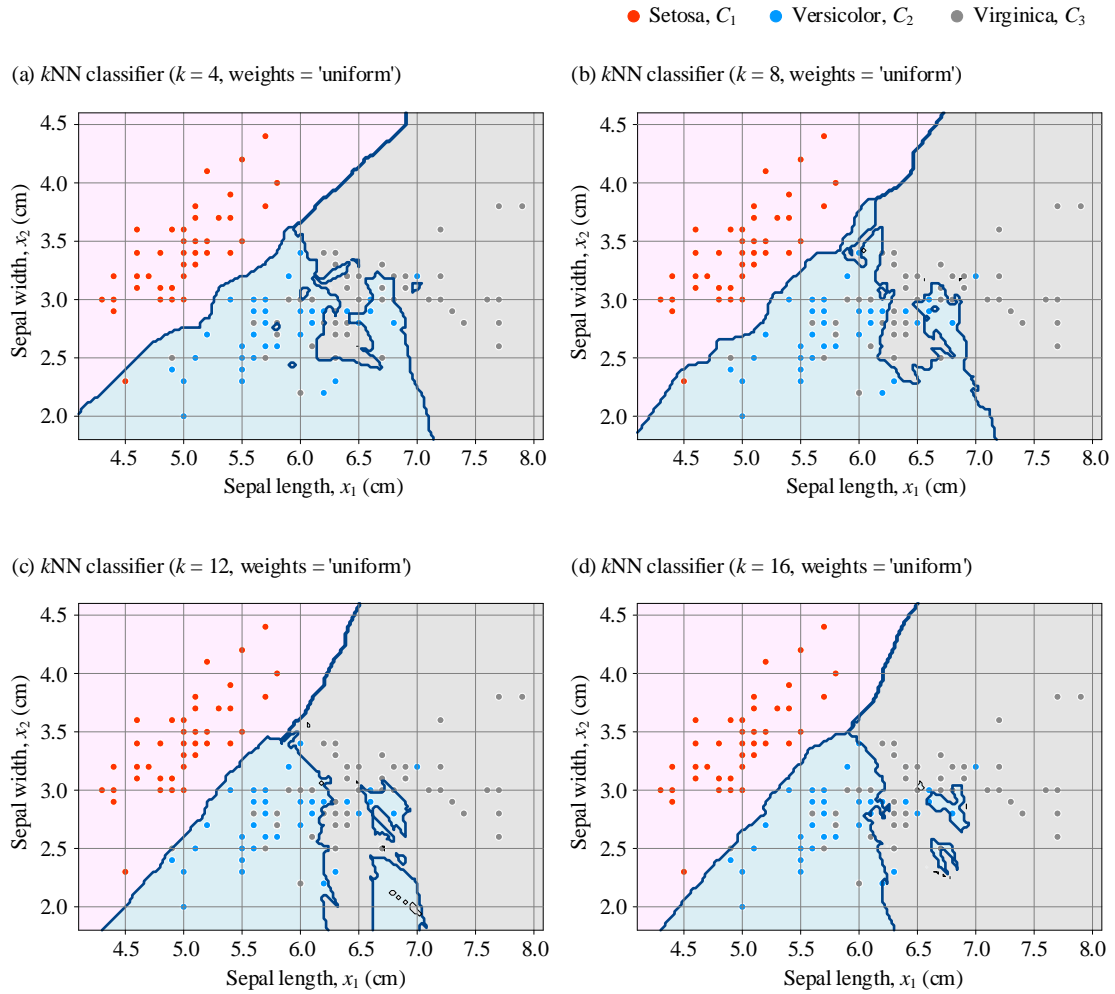 Setosa, C1 Versicolor, C2 Virginica, C3
(a) kNN classifier (k = 4, weights = 'uniform')
(b) kNN classifier (k = 8, weights = 'uniform')
4.5
4.0
3.5
3.0
2.5
2.0
Sepal width, x2 (cm)
4.5 5.0 5.5 6.0 6.5 7.0 7.5 8.0
Sepal length, x1 (cm)
4.5
4.0
3.5
3.0
2.5
2.0
Sepal width, x2 (cm)
4.5 5.0 5.5 6.0 6.5 7.0 7.5 8.0
Sepal length, x1 (cm)
(c) kNN classifier (k = 12, weights = 'uniform')
(d) kNN classifier (k = 16, weights = 'uniform')
4.5
4.0
3.5
3.0
2.5
2.0
Sepal width, x2 (cm)
4.5 5.0 5.5 6.0 6.5 7.0 7.5 8.0
Sepal length, x1 (cm)
4.5
4.0
3.5
3.0
2.5
2.0
Sepal width, x2 (cm)
4.5 5.0 5.5 6.0 6.5 7.0 7.5 8.0
Sepal length, x1 (cm)